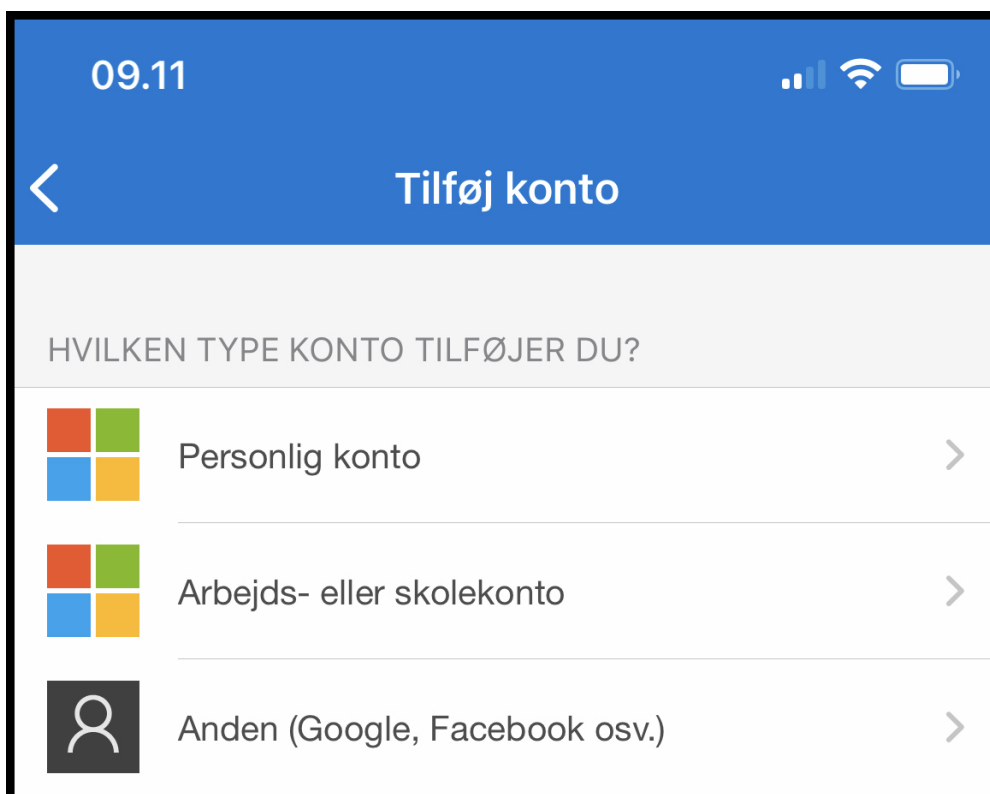 09.11
Tilføj konto
HVILKEN TYPE KONTO TILFØJER DU?
Personlig konto
Arbejds- eller skolekonto
Anden (Google, Facebook osv.)